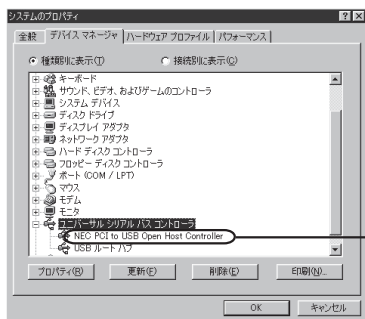 システムのプロパティ
全般 デバイス マネージャ ハードウェア プロファイル パフォーマンス
種類別に表示(T) 接続別に表示(C)
キーボード
サウンド、ビデオ、およびゲームのコントローラ
システム デバイス
ディスク ドライブ
ディスプレイ アダプタ
ネットワーク アダプタ
ハード ディスク コントローラ
フロッピー ディスク コントローラ
ポート (COM / LPT)
マウス
モデム
モニタ
ユニバーサル シリアル バス コントローラ
NEC PCI to USB Open Host Controller
USB ルート ハブ
プロパティ(R) 更新(F) 削除(E) 印刷(N)...
OK キャンセル